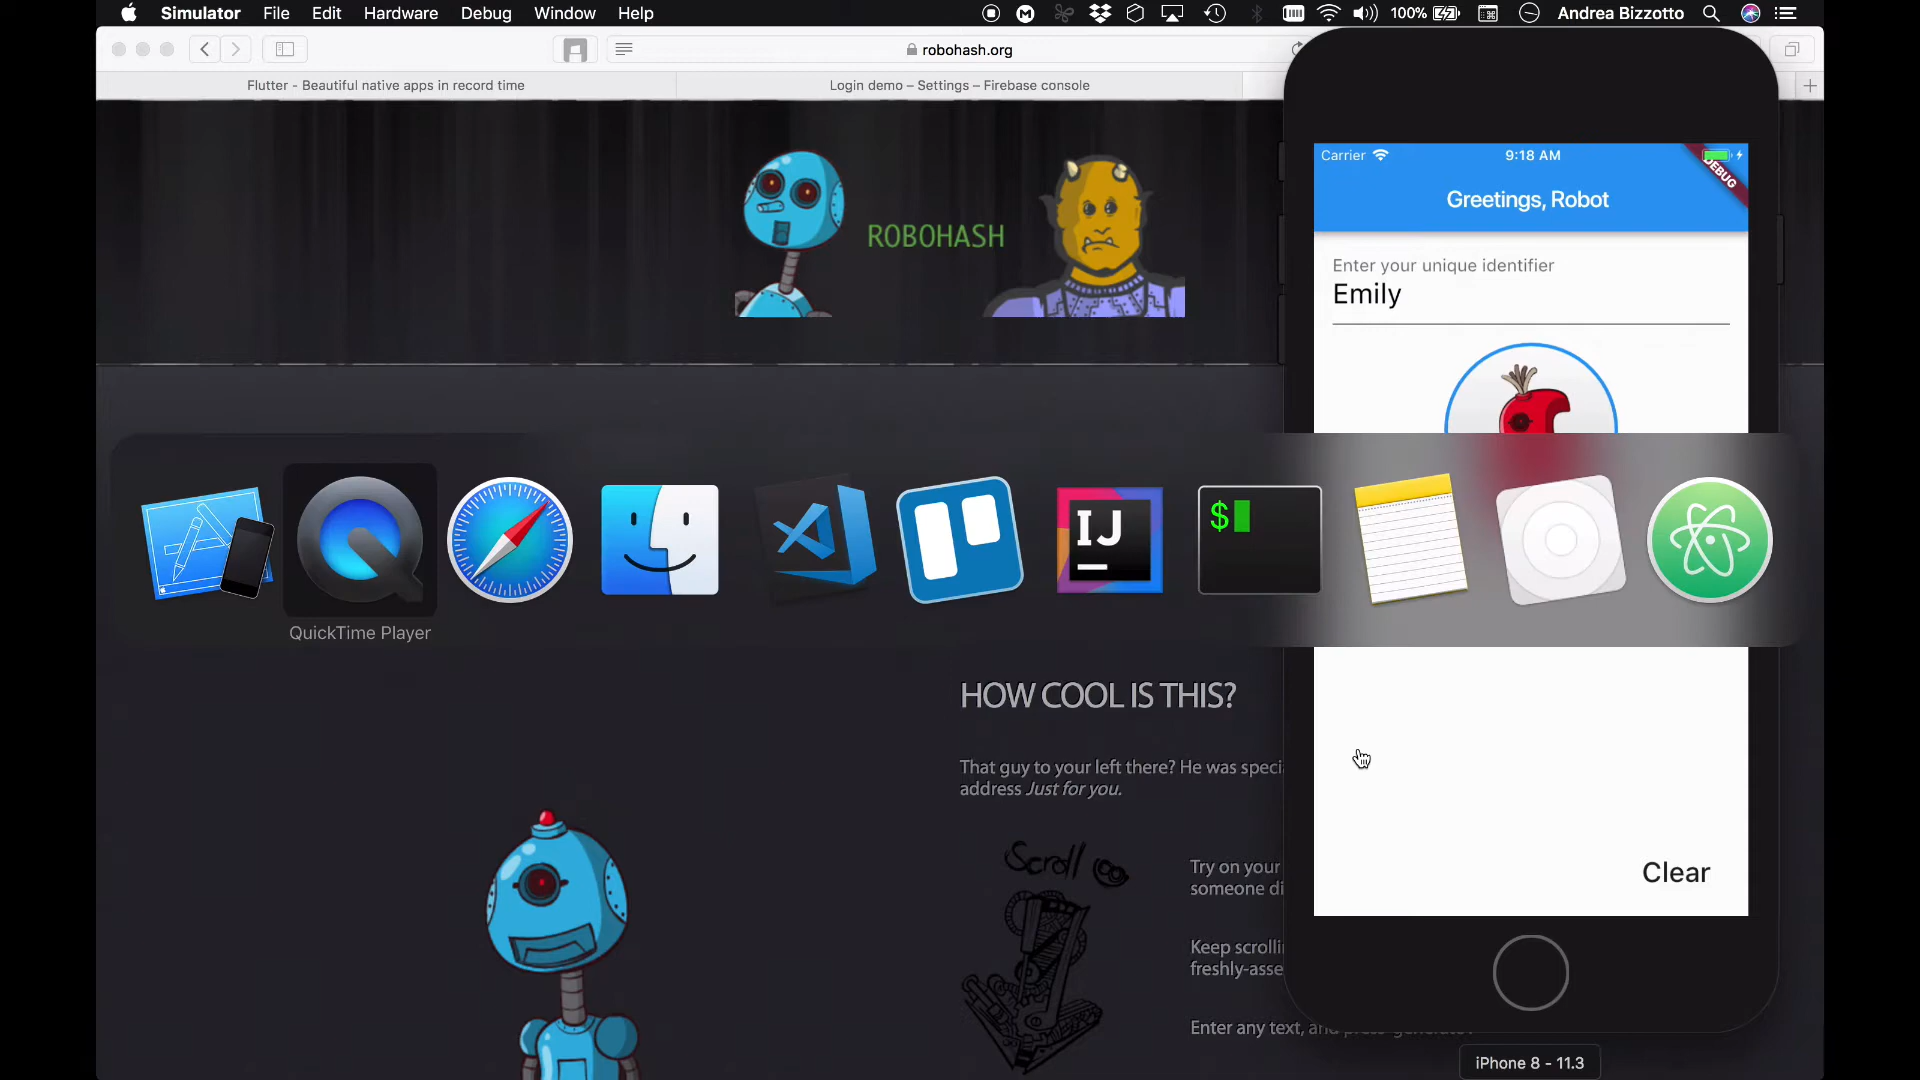 Simulator File Edit Hardware Debug Window Help 100% Andrea Bizzotto
robohash.org
Flutter - Beautiful native apps in record time
Login demo – Settings – Firebase console
ROBOHASH
Carrier 9:18 AM
DEBUG
Greetings, Robot
Enter your unique identifier
Emily
IJ
$
QuickTime Player
HOW COOL IS THIS?
That guy to your left there? He was speci
address Just for you.
Scroll
Try on your
someone di
Keep scrolli
freshly-asse
Enter any text, and press 'generate'
Clear
iPhone 8 - 11.3